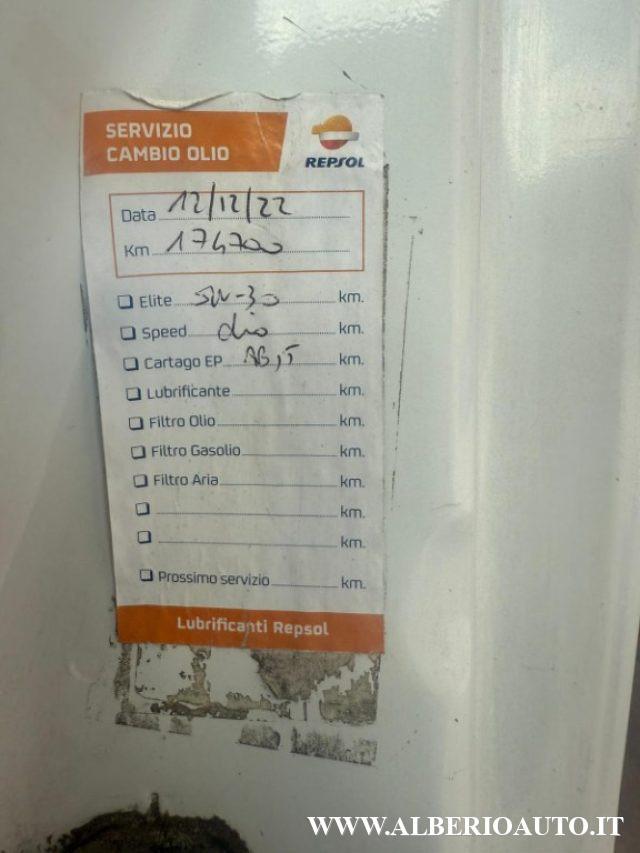 SERVIZIO
CAMBIO OLIO
REPSOL
Data 12/12/22
Km 174700
Elite 5W-30 km.
Speed olio km.
Cartago EP km.
Lubrificante km.
Filtro Olio km.
Filtro Gasolio km.
Filtro Aria km.
km.
km.
Prossimo servizio km.
Lubrificanti Repsol
WWW.ALBERIOAUTO.IT